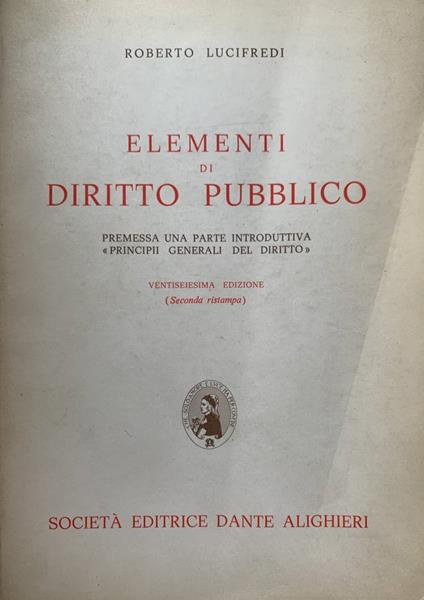 ROBERTO LUCIFREDI
ELEMENTI
DI
DIRITTO PUBBLICO
PREMESSA UNA PARTE INTRODUTTIVA
« PRINCIPII GENERALI DEL DIRITTO »
VENTISEIESIMA EDIZIONE
(Seconda ristampa)
SOCIETÀ EDITRICE DANTE ALIGHIERI